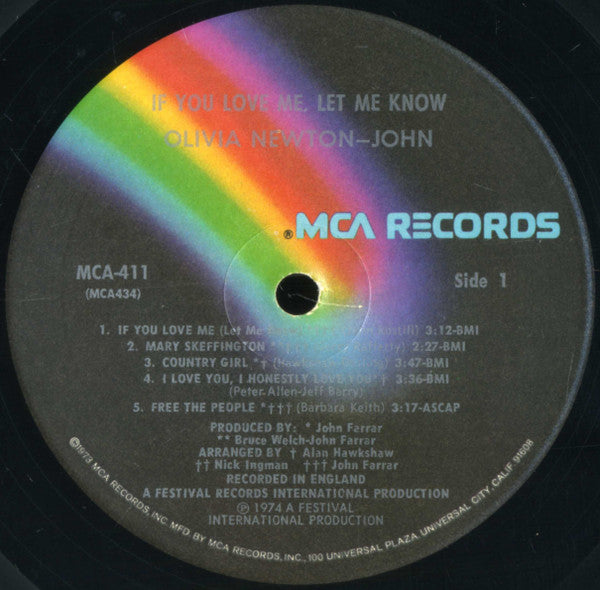 IF YOU LOVE ME, LET ME KNOW
OLIVIA NEWTON–JOHN
®MCA RECORDS
MCA-411
(MCA434)
Side 1
1. IF YOU LOVE ME (Let Me 3:12-BMI
2. MARY SKEFFINGTON 2:27-BMI
3. COUNTRY GIRL *† 3:47-BMI
4. I LOVE YOU, I HONESTLY LOVE YOU *† 3:36-BMI
(Peter Allen-Jeff Barry)
5. FREE THE PEOPLE *††† (Barbara Keith) 3:17-ASCAP
PRODUCED BY: * John Farrar
** Bruce Welch-John Farrar
ARRANGED BY † Alan Hawkshaw
†† Nick Ingman ††† John Farrar
RECORDED IN ENGLAND
A FESTIVAL RECORDS INTERNATIONAL PRODUCTION
℗ 1974 A FESTIVAL
INTERNATIONAL PRODUCTION
©1973 MCA RECORDS, INC. MFD BY MCA RECORDS, INC., 100 UNIVERSAL PLAZA, UNIVERSAL CITY, CALIF. 91608